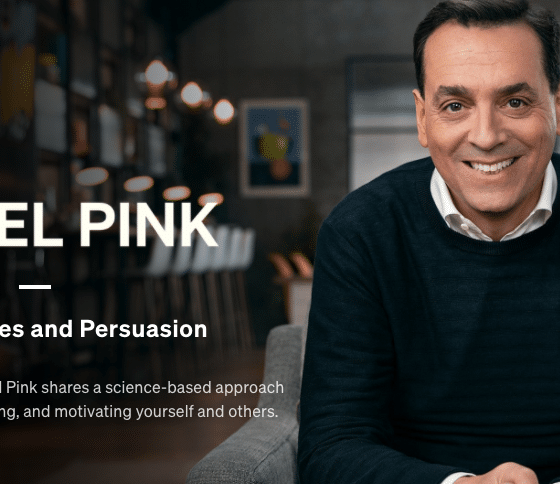 EL PINK
es and Persuasion
l Pink shares a science-based approach
ng, and motivating yourself and others.